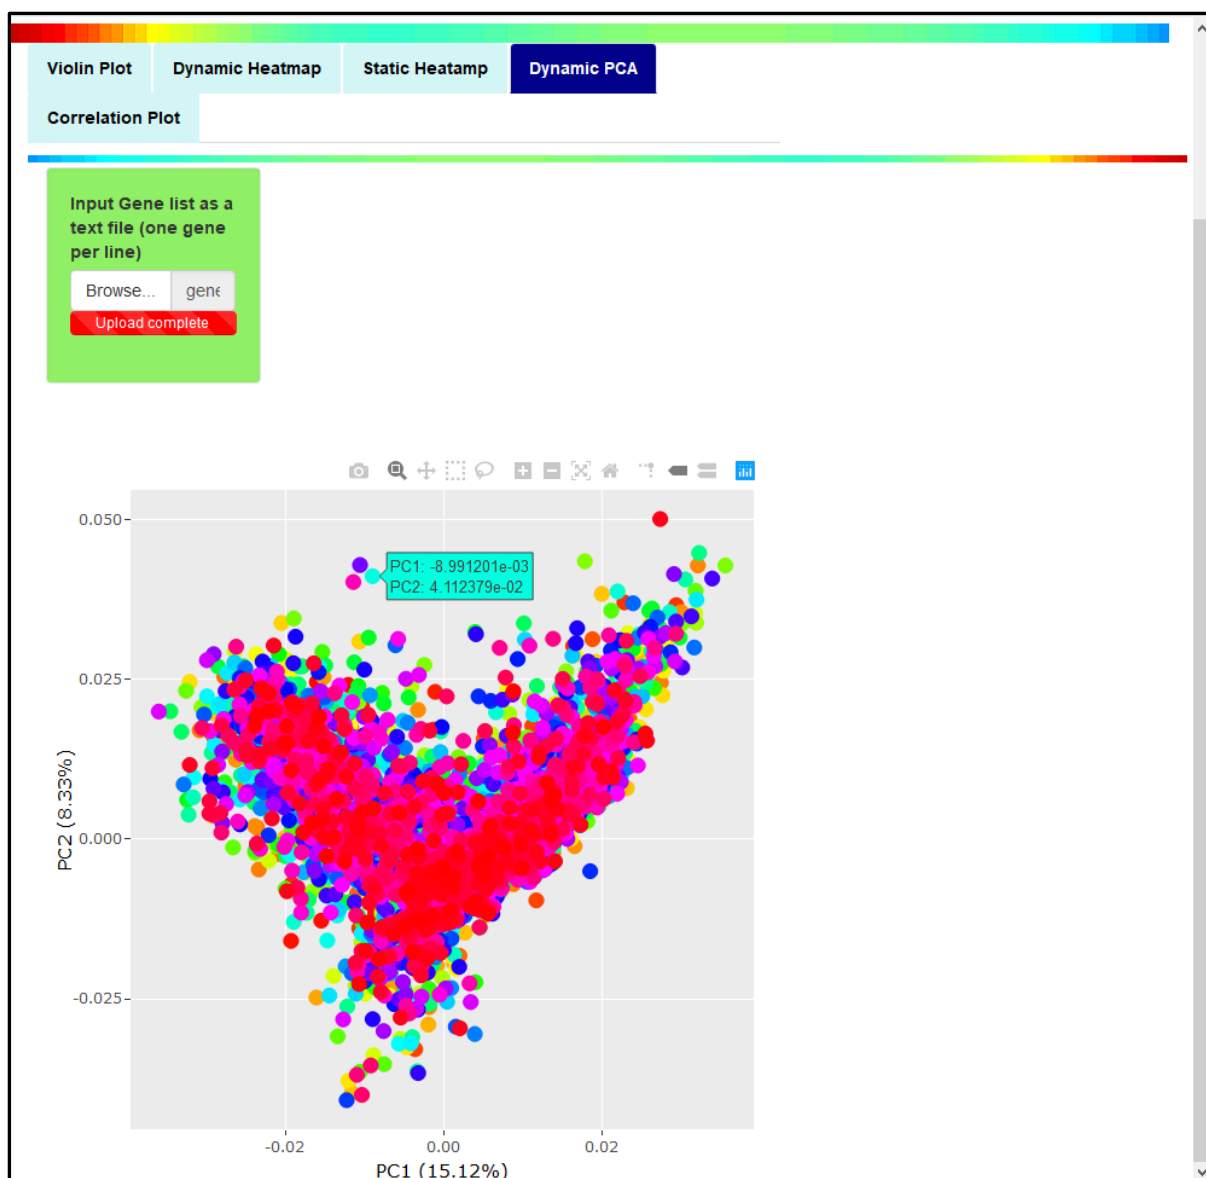 Violin Plot Dynamic Heatmap Static Heatamp Dynamic PCA
Correlation Plot
Input Gene list as a
text file (one gene
per line)
Browse... gene
Upload complete
PC1: -8.991201e-03
PC2: 4.112379e-02
0.050
0.025
0.000
-0.025
PC2 (8.33%)
-0.02 0.00 0.02
PC1 (15.12%)